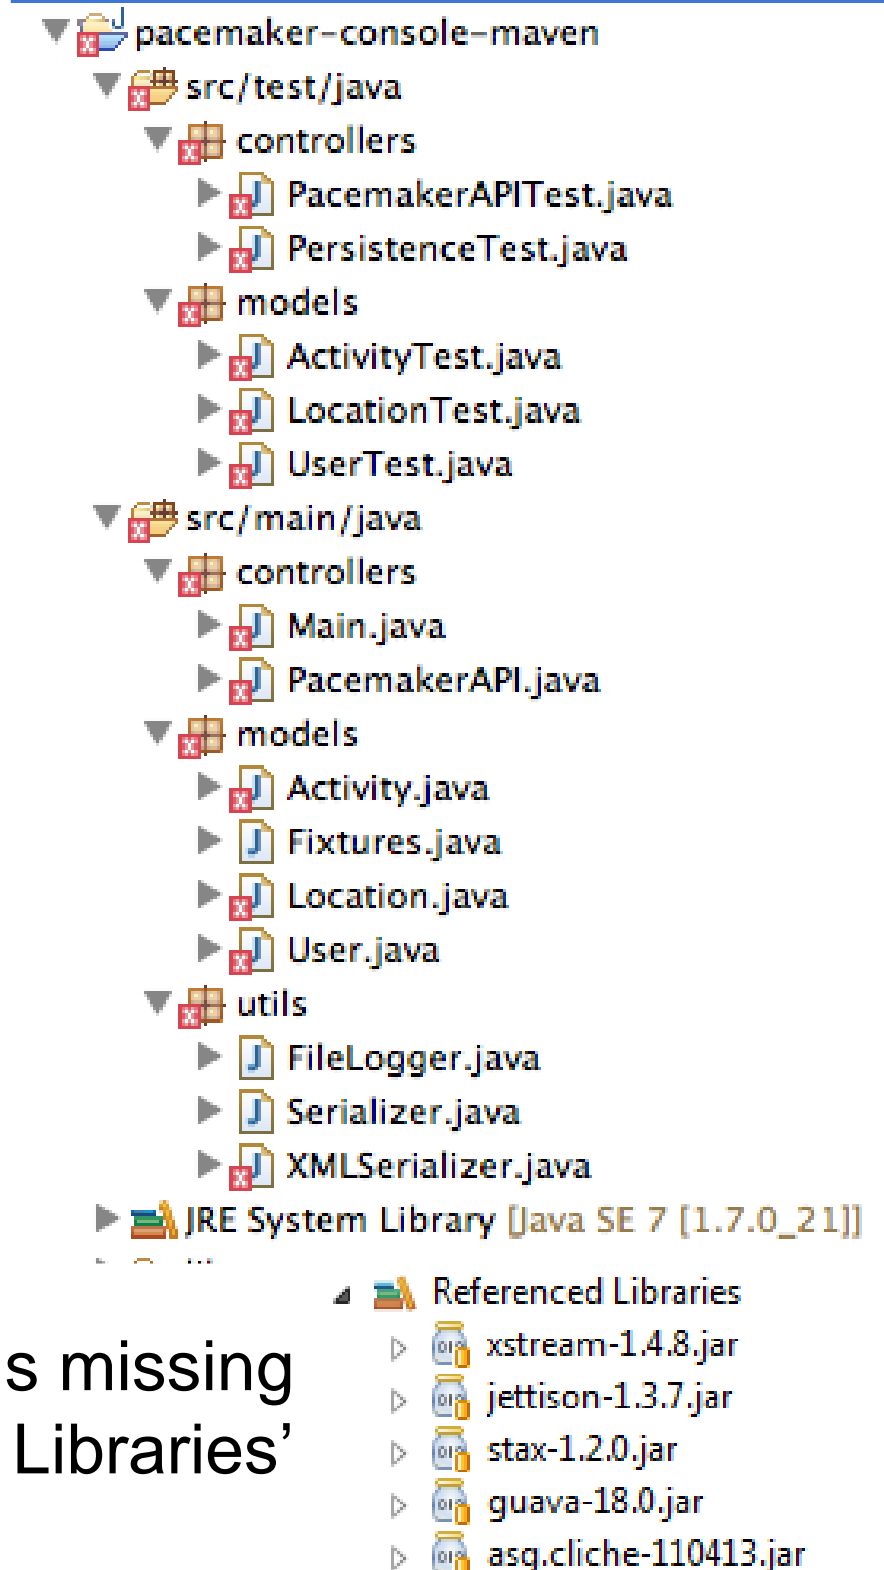 pacemaker-console-maven
src/test/java
controllers
PacemakerAPITest.java
PersistenceTest.java
models
ActivityTest.java
LocationTest.java
UserTest.java
src/main/java
controllers
Main.java
PacemakerAPI.java
models
Activity.java
Fixtures.java
Location.java
User.java
utils
FileLogger.java
Serializer.java
XMLSerializer.java
JRE System Library [Java SE 7 [1.7.0_21]]
Referenced Libraries
xstream-1.4.8.jar
s missing
jettison-1.3.7.jar
Libraries’
stax-1.2.0.jar
guava-18.0.jar
asg.cliche-110413.jar